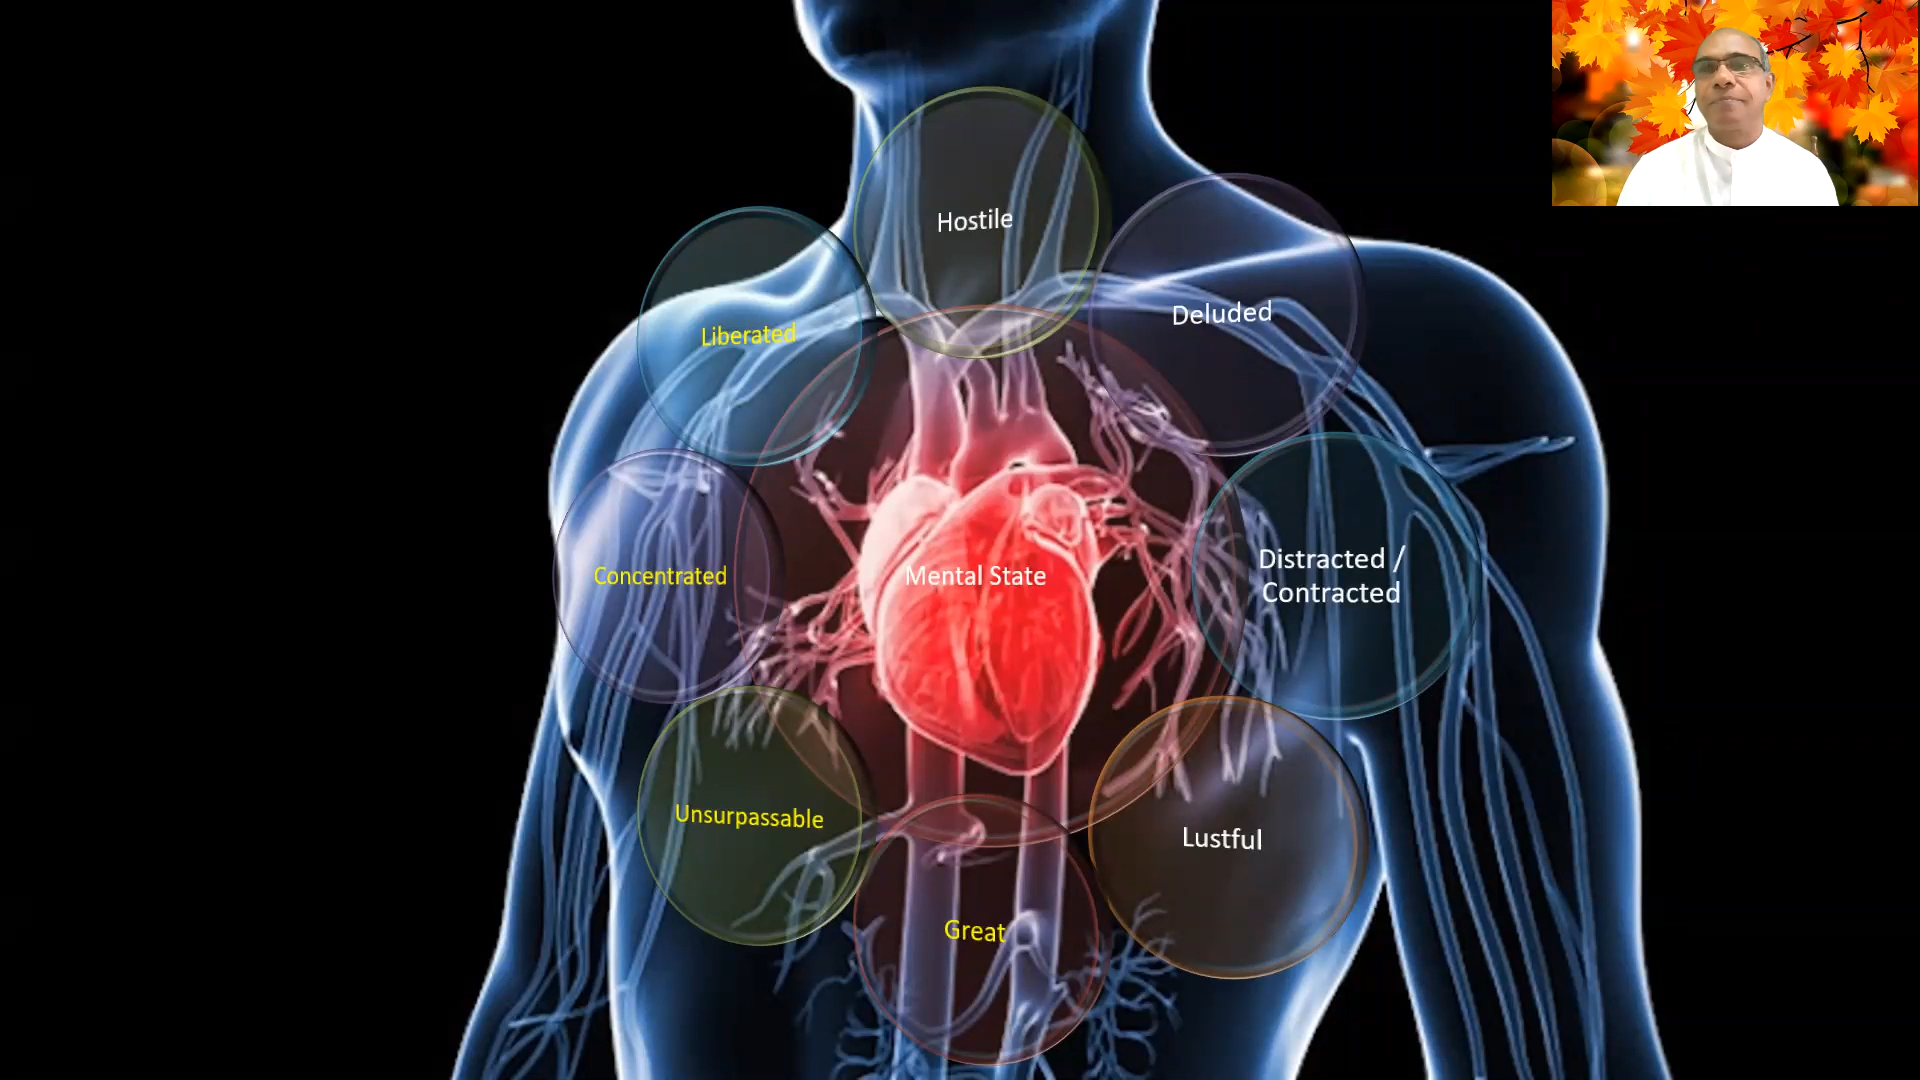 Hostile
Deluded
Liberated
Distracted /
Contracted
Concentrated
Mental State
Unsurpassable
Lustful
Great